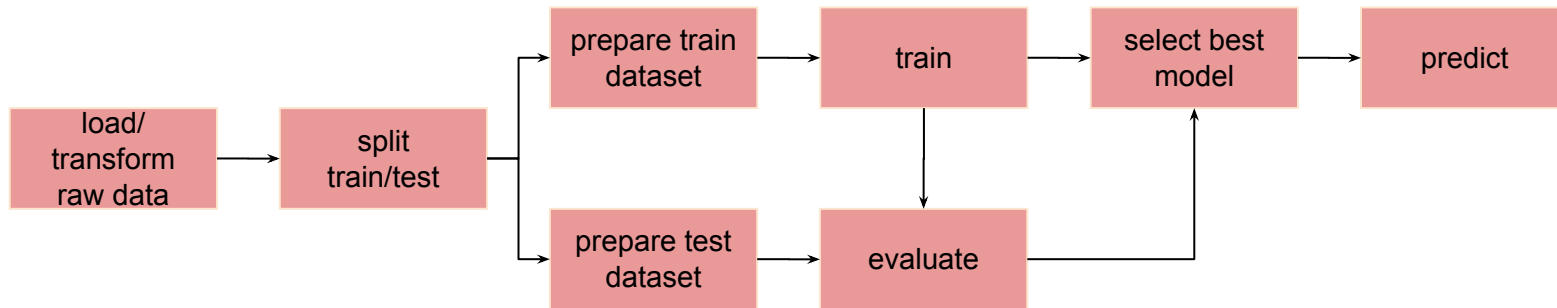 load/
transform
raw data
split
train/test
prepare train
dataset
train
select best
model
predict
prepare test
dataset
evaluate